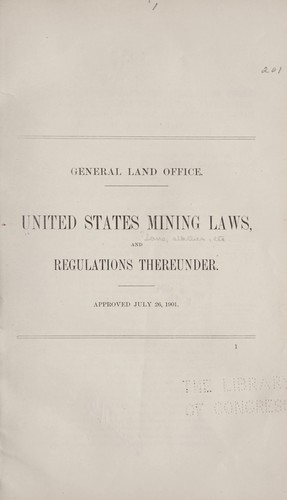 201
GENERAL LAND OFFICE.
UNITED STATES MINING LAWS,
AND
REGULATIONS THEREUNDER.
APPROVED JULY 26, 1901.
1
THE LIBRARY
OF CONGRESS